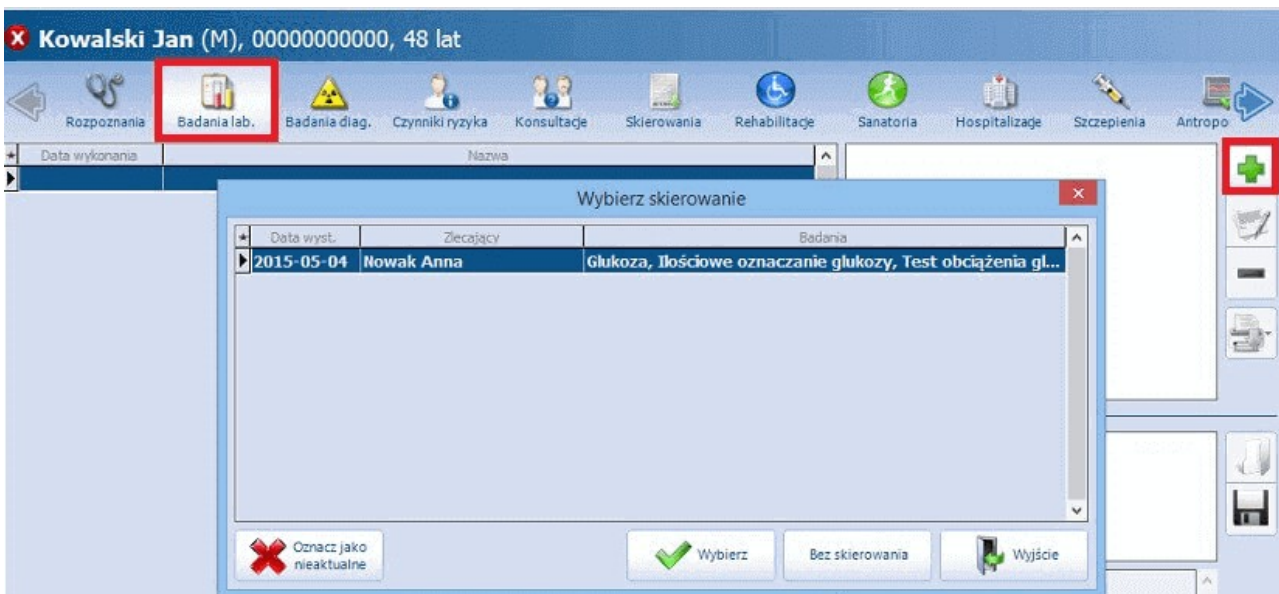 Kowalski Jan (M), 00000000000, 48 lat
Rozpoznania Badania lab. Badania diag. Czynniki ryzyka Konsultacje Skierowania Rehabilitacje Sanatoria Hospitalizacje Szczepienia Antropo
Data wykonania Nazwa
Wybierz skierowanie
Data wyst. Zlecający Badania
2015-05-04 Nowak Anna Glukoza, Ilościowe oznaczanie glukozy, Test obciążenia gl...
Oznacz jako
nieaktualne
Wybierz Bez skierowania Wyjście